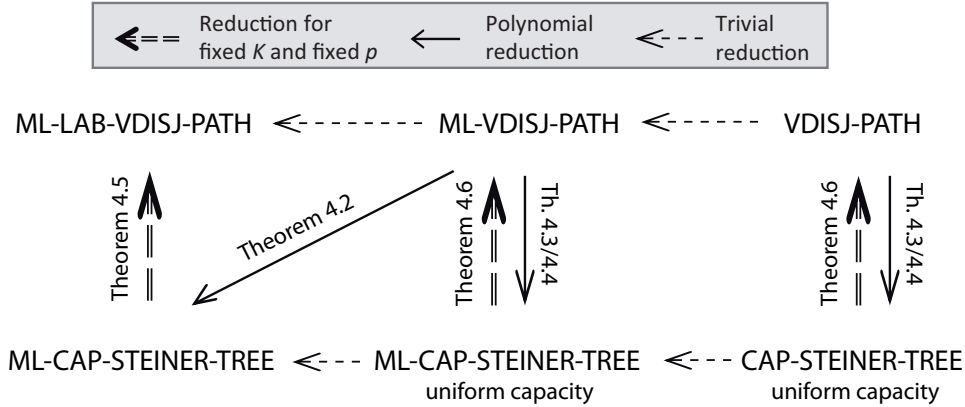 Reduction for
fixed K and fixed p
Polynomial
reduction
Trivial
reduction
ML-LAB-VDISJ-PATH
ML-VDISJ-PATH
VDISJ-PATH
Theorem 4.5
Theorem 4.2
Theorem 4.6
Th. 4.3/4.4
Theorem 4.6
Th. 4.3/4.4
ML-CAP-STEINER-TREE
ML-CAP-STEINER-TREE
uniform capacity
CAP-STEINER-TREE
uniform capacity